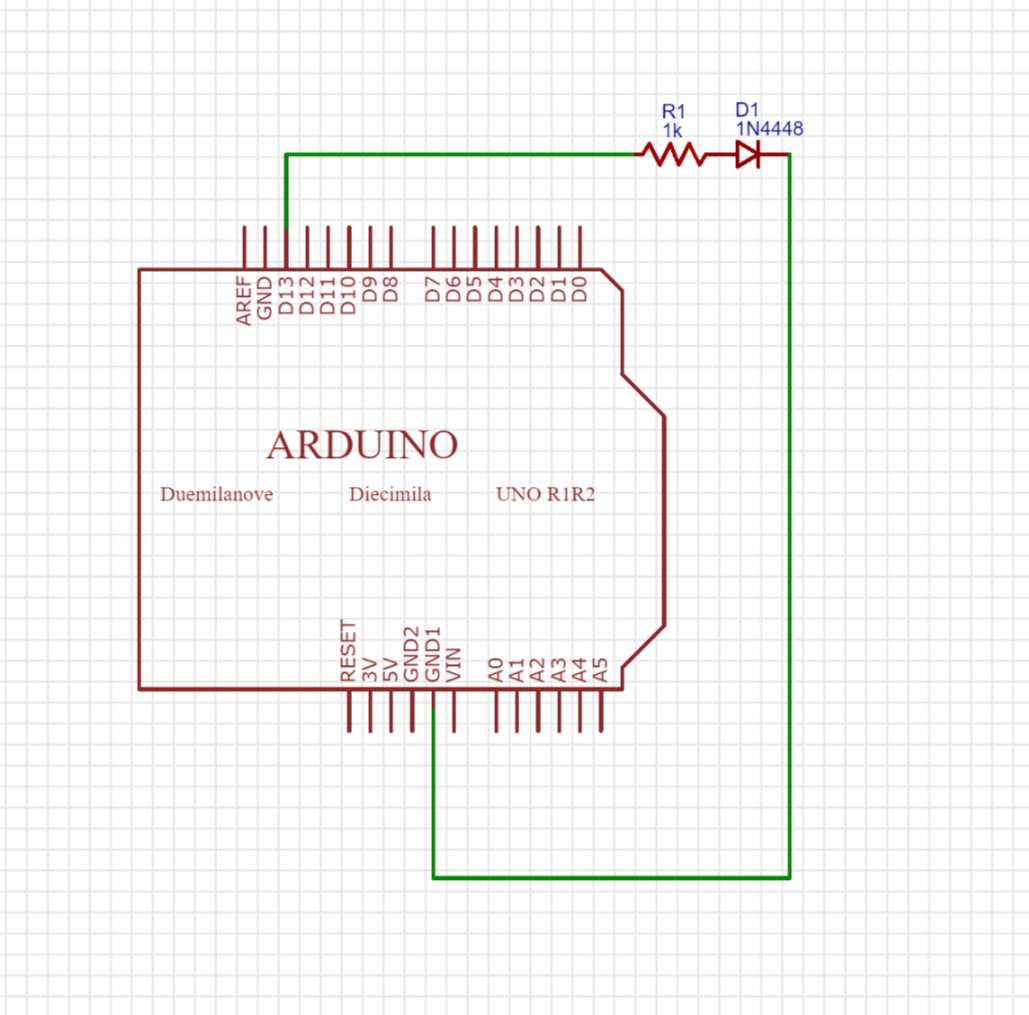 R1
1k
D1
1N4448
AREF
GND
D13
D12
D11
D10
D9
D8
D7
D6
D5
D4
D3
D2
D1
D0
ARDUINO
Duemilanove
Diecimila
UNO R1R2
RESET
3V
5V
GND2
GND1
VIN
A0
A1
A2
A3
A4
A5